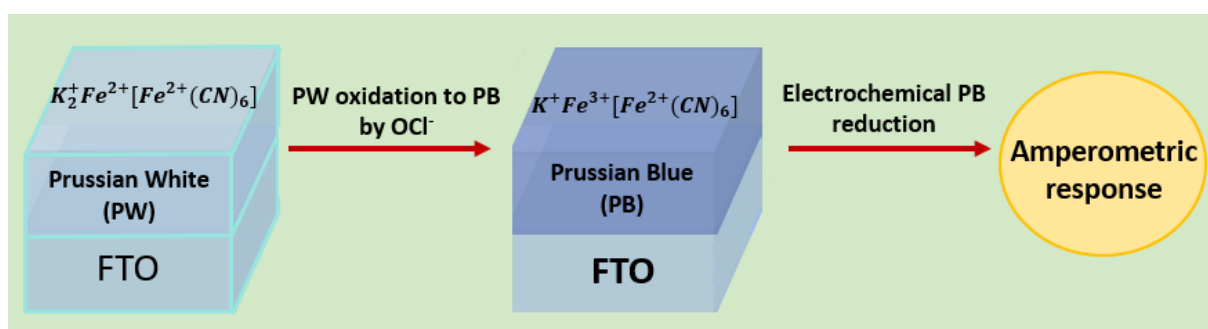 K₂⁺Fe²⁺[Fe²⁺(CN)₆]
Prussian White
(PW)
FTO
PW oxidation to PB
by OCl⁻
K⁺Fe³⁺[Fe²⁺(CN)₆]
Prussian Blue
(PB)
FTO
Electrochemical PB
reduction
Amperometric
response